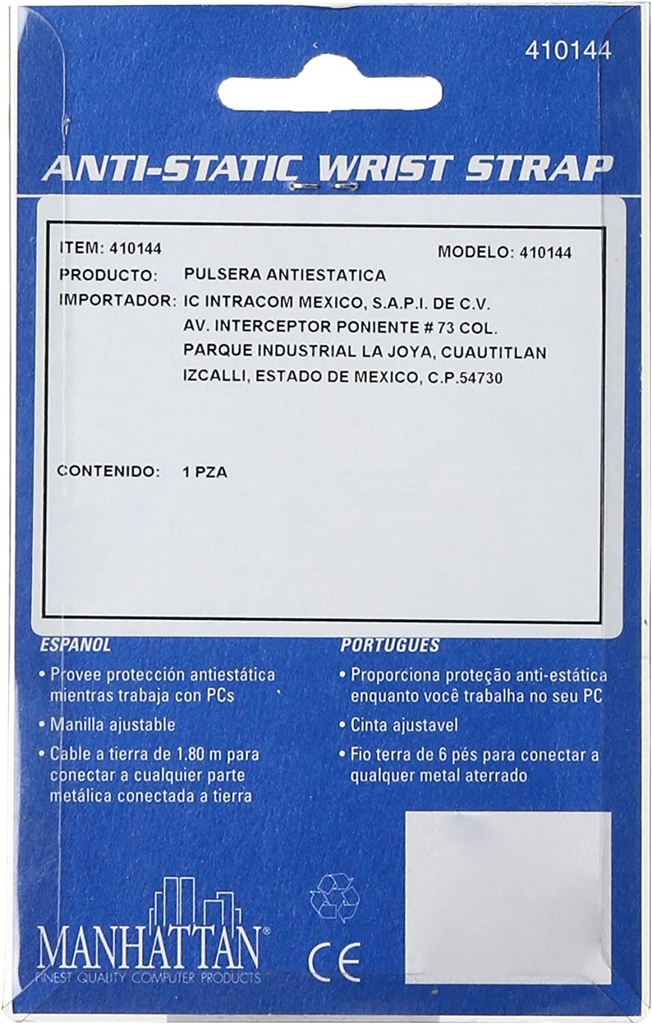 410144
ANTI-STATIC WRIST STRAP
ITEM: 410144
MODELO: 410144
PRODUCTO: PULSERA ANTIESTATICA
IMPORTADOR: IC INTRACOM MEXICO, S.A.P.I. DE C.V.
AV. INTERCEPTOR PONIENTE # 73 COL.
PARQUE INDUSTRIAL LA JOYA, CUAUTITLAN
IZCALLI, ESTADO DE MEXICO, C.P.54730
CONTENIDO: 1 PZA
ESPAÑOL
• Provee protección antiestática
mientras trabaja con PCs
• Manilla ajustable
• Cable a tierra de 1.80 m para
conectar a cualquier parte
metálica conectada a tierra
PORTUGUÊS
• Proporciona proteção anti-estática
enquanto você trabalha no seu PC
• Cinta ajustavel
• Fio terra de 6 pés para conectar a
qualquer metal aterrado
MANHATTAN®
FINEST QUALITY COMPUTER PRODUCTS
CE